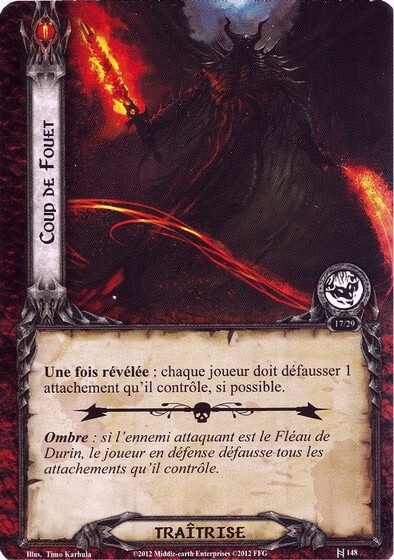 COUP DE FOUET
17/29
Une fois révélée : chaque joueur doit défausser 1
attachement qu'il contrôle, si possible.
Ombre : si l'ennemi attaquant est le Fléau de
Durin, le joueur en défense défausse tous les
attachements qu'il contrôle.
TRAÎTRISE
Illus. Timo Karhula ©2012 Middle-earth Enterprises ©2012 FFG 148